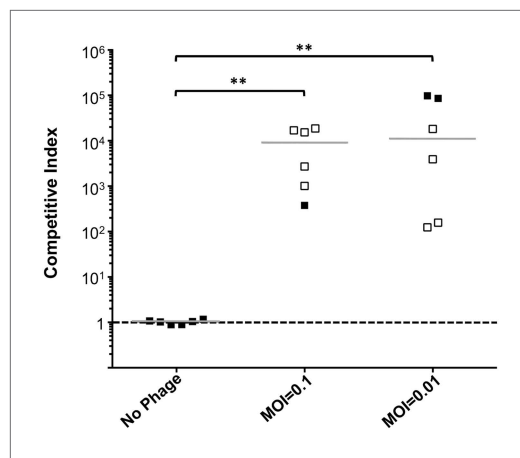 **
**
Competitive Index
10⁶
10⁵
10⁴
10³
10²
10¹
1
No Phage
MOI=0.1
MOI=0.01